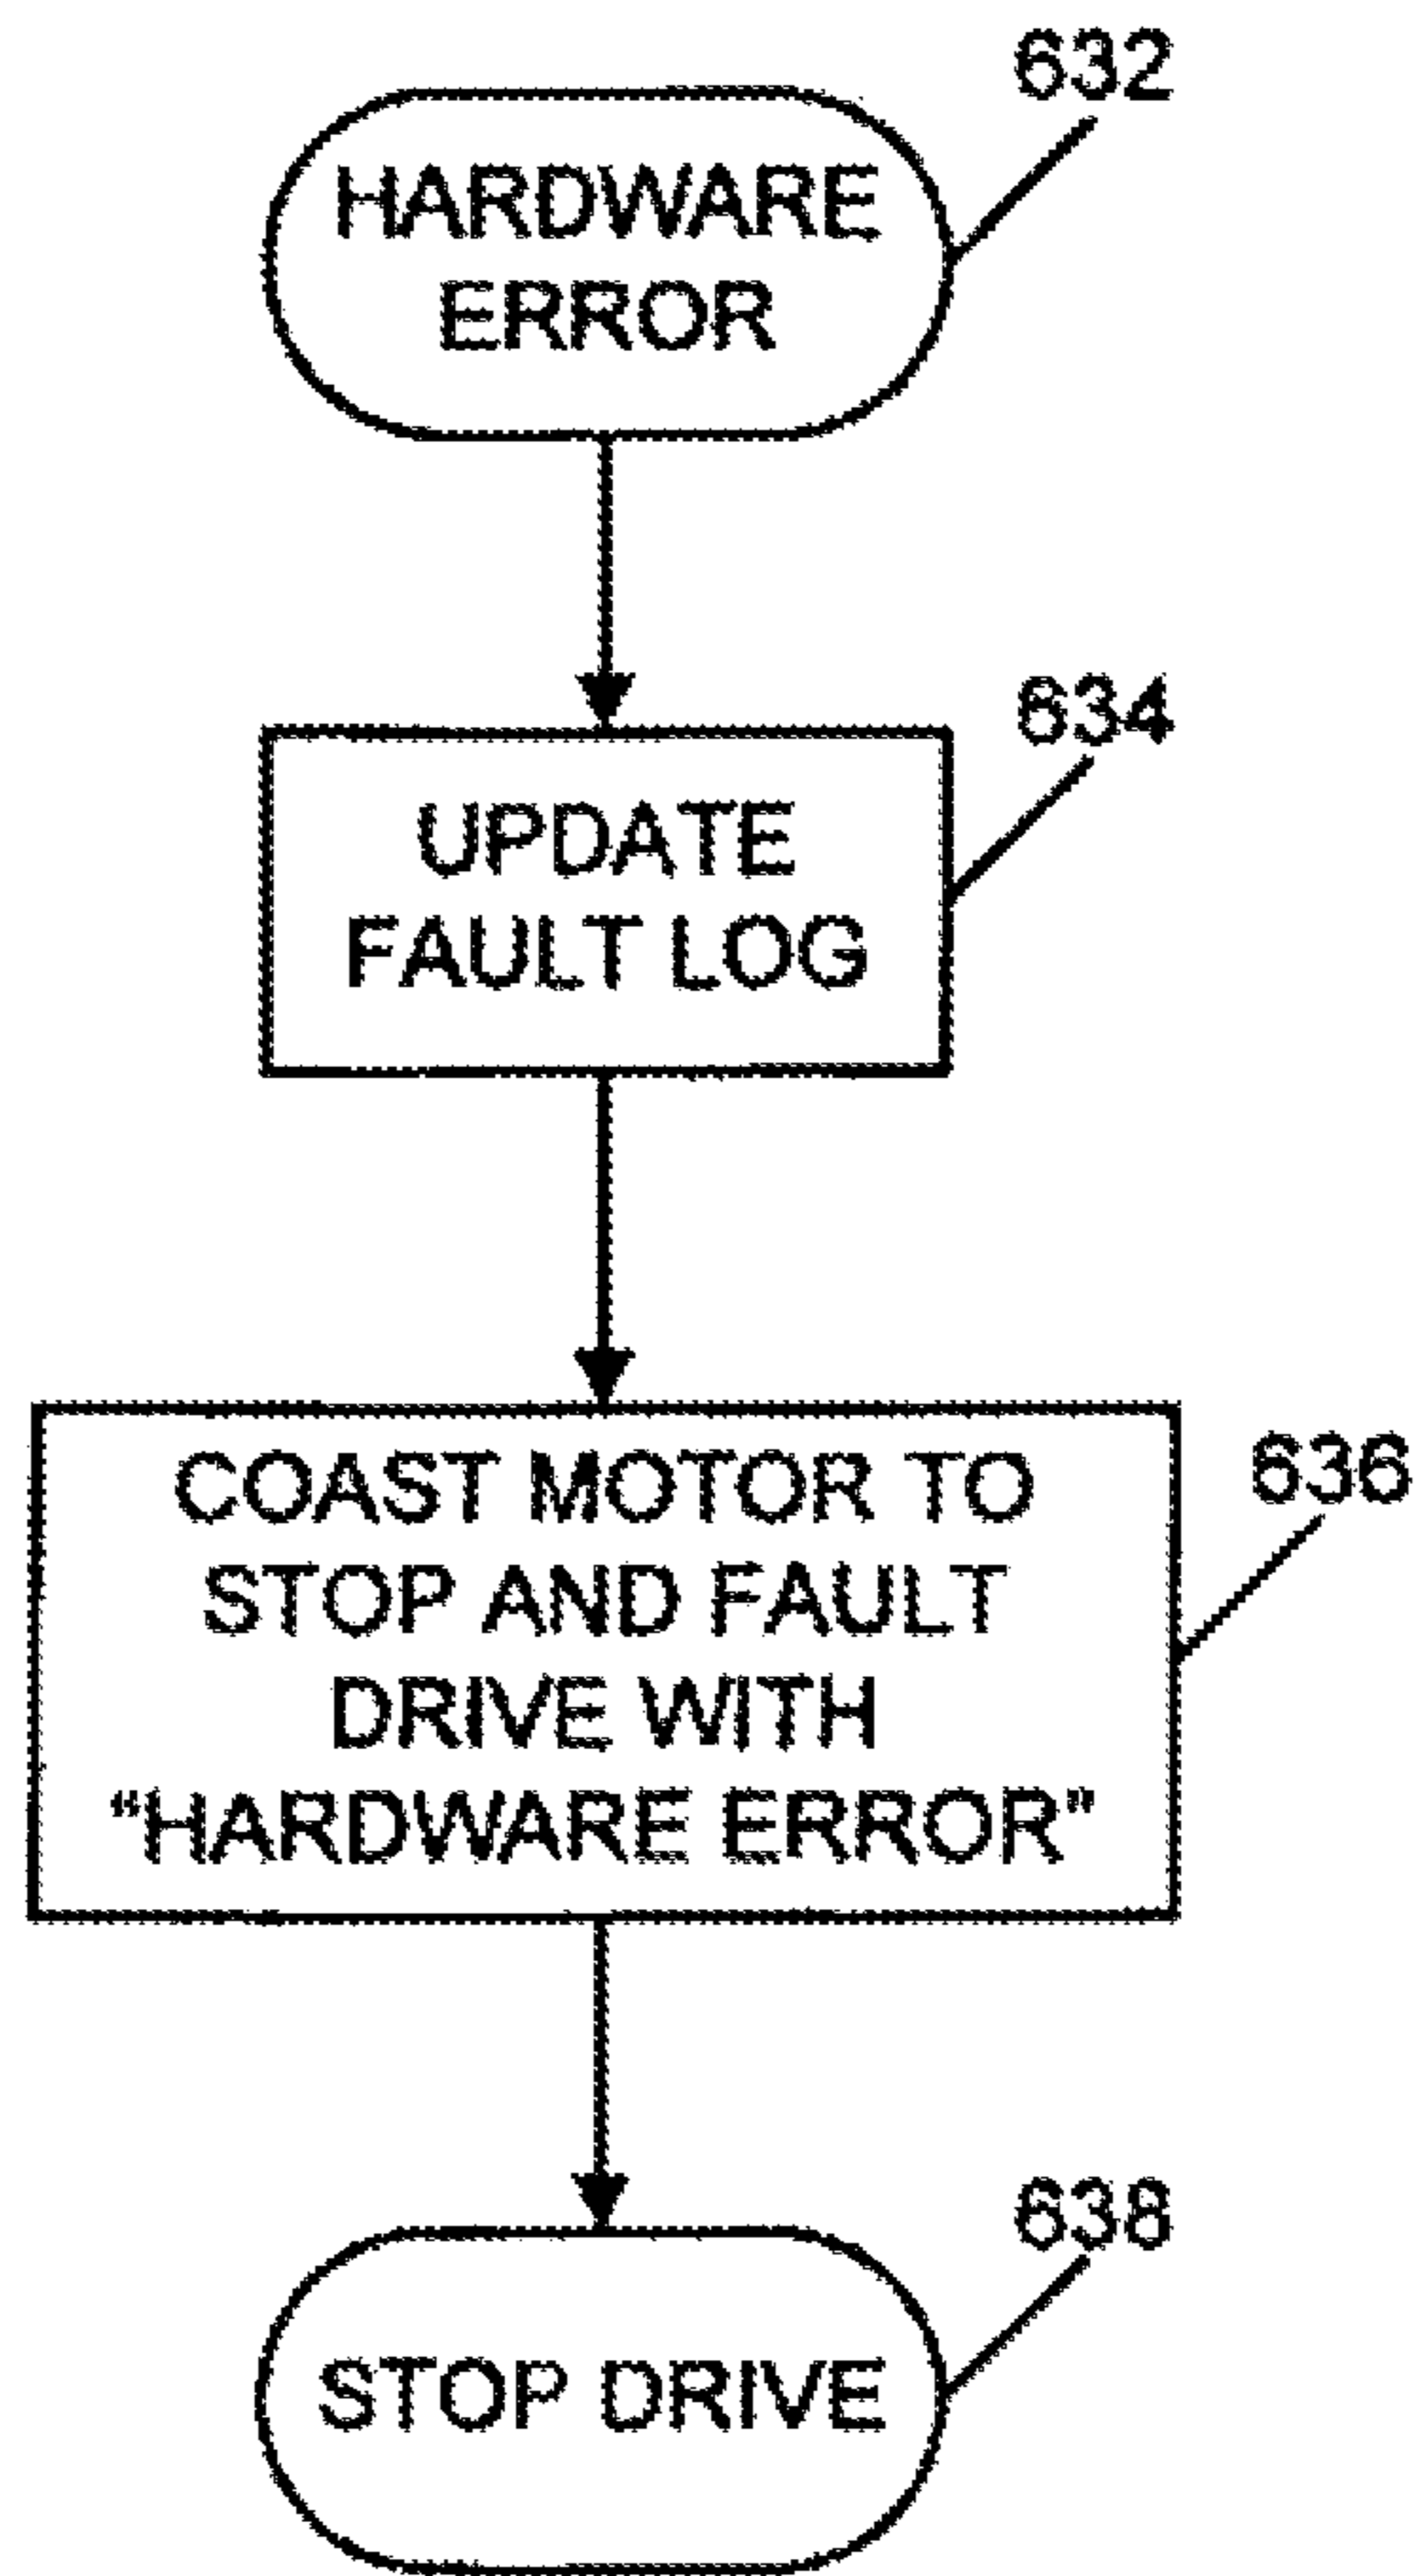 632
HARDWARE
ERROR
634
UPDATE
FAULT LOG
636
COAST MOTOR TO
STOP AND FAULT
DRIVE WITH
“HARDWARE ERROR"
638
STOP DRIVE